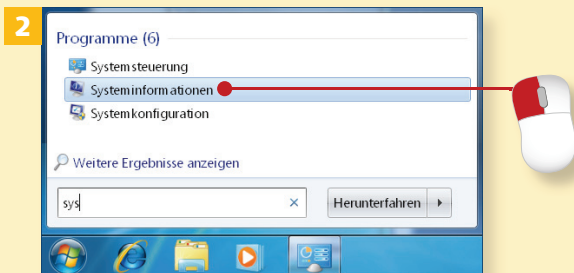 2
Programme (6)
Systemsteuerung
Systeminformationen
Systemkonfiguration
Weitere Ergebnisse anzeigen
sys
Herunterfahren